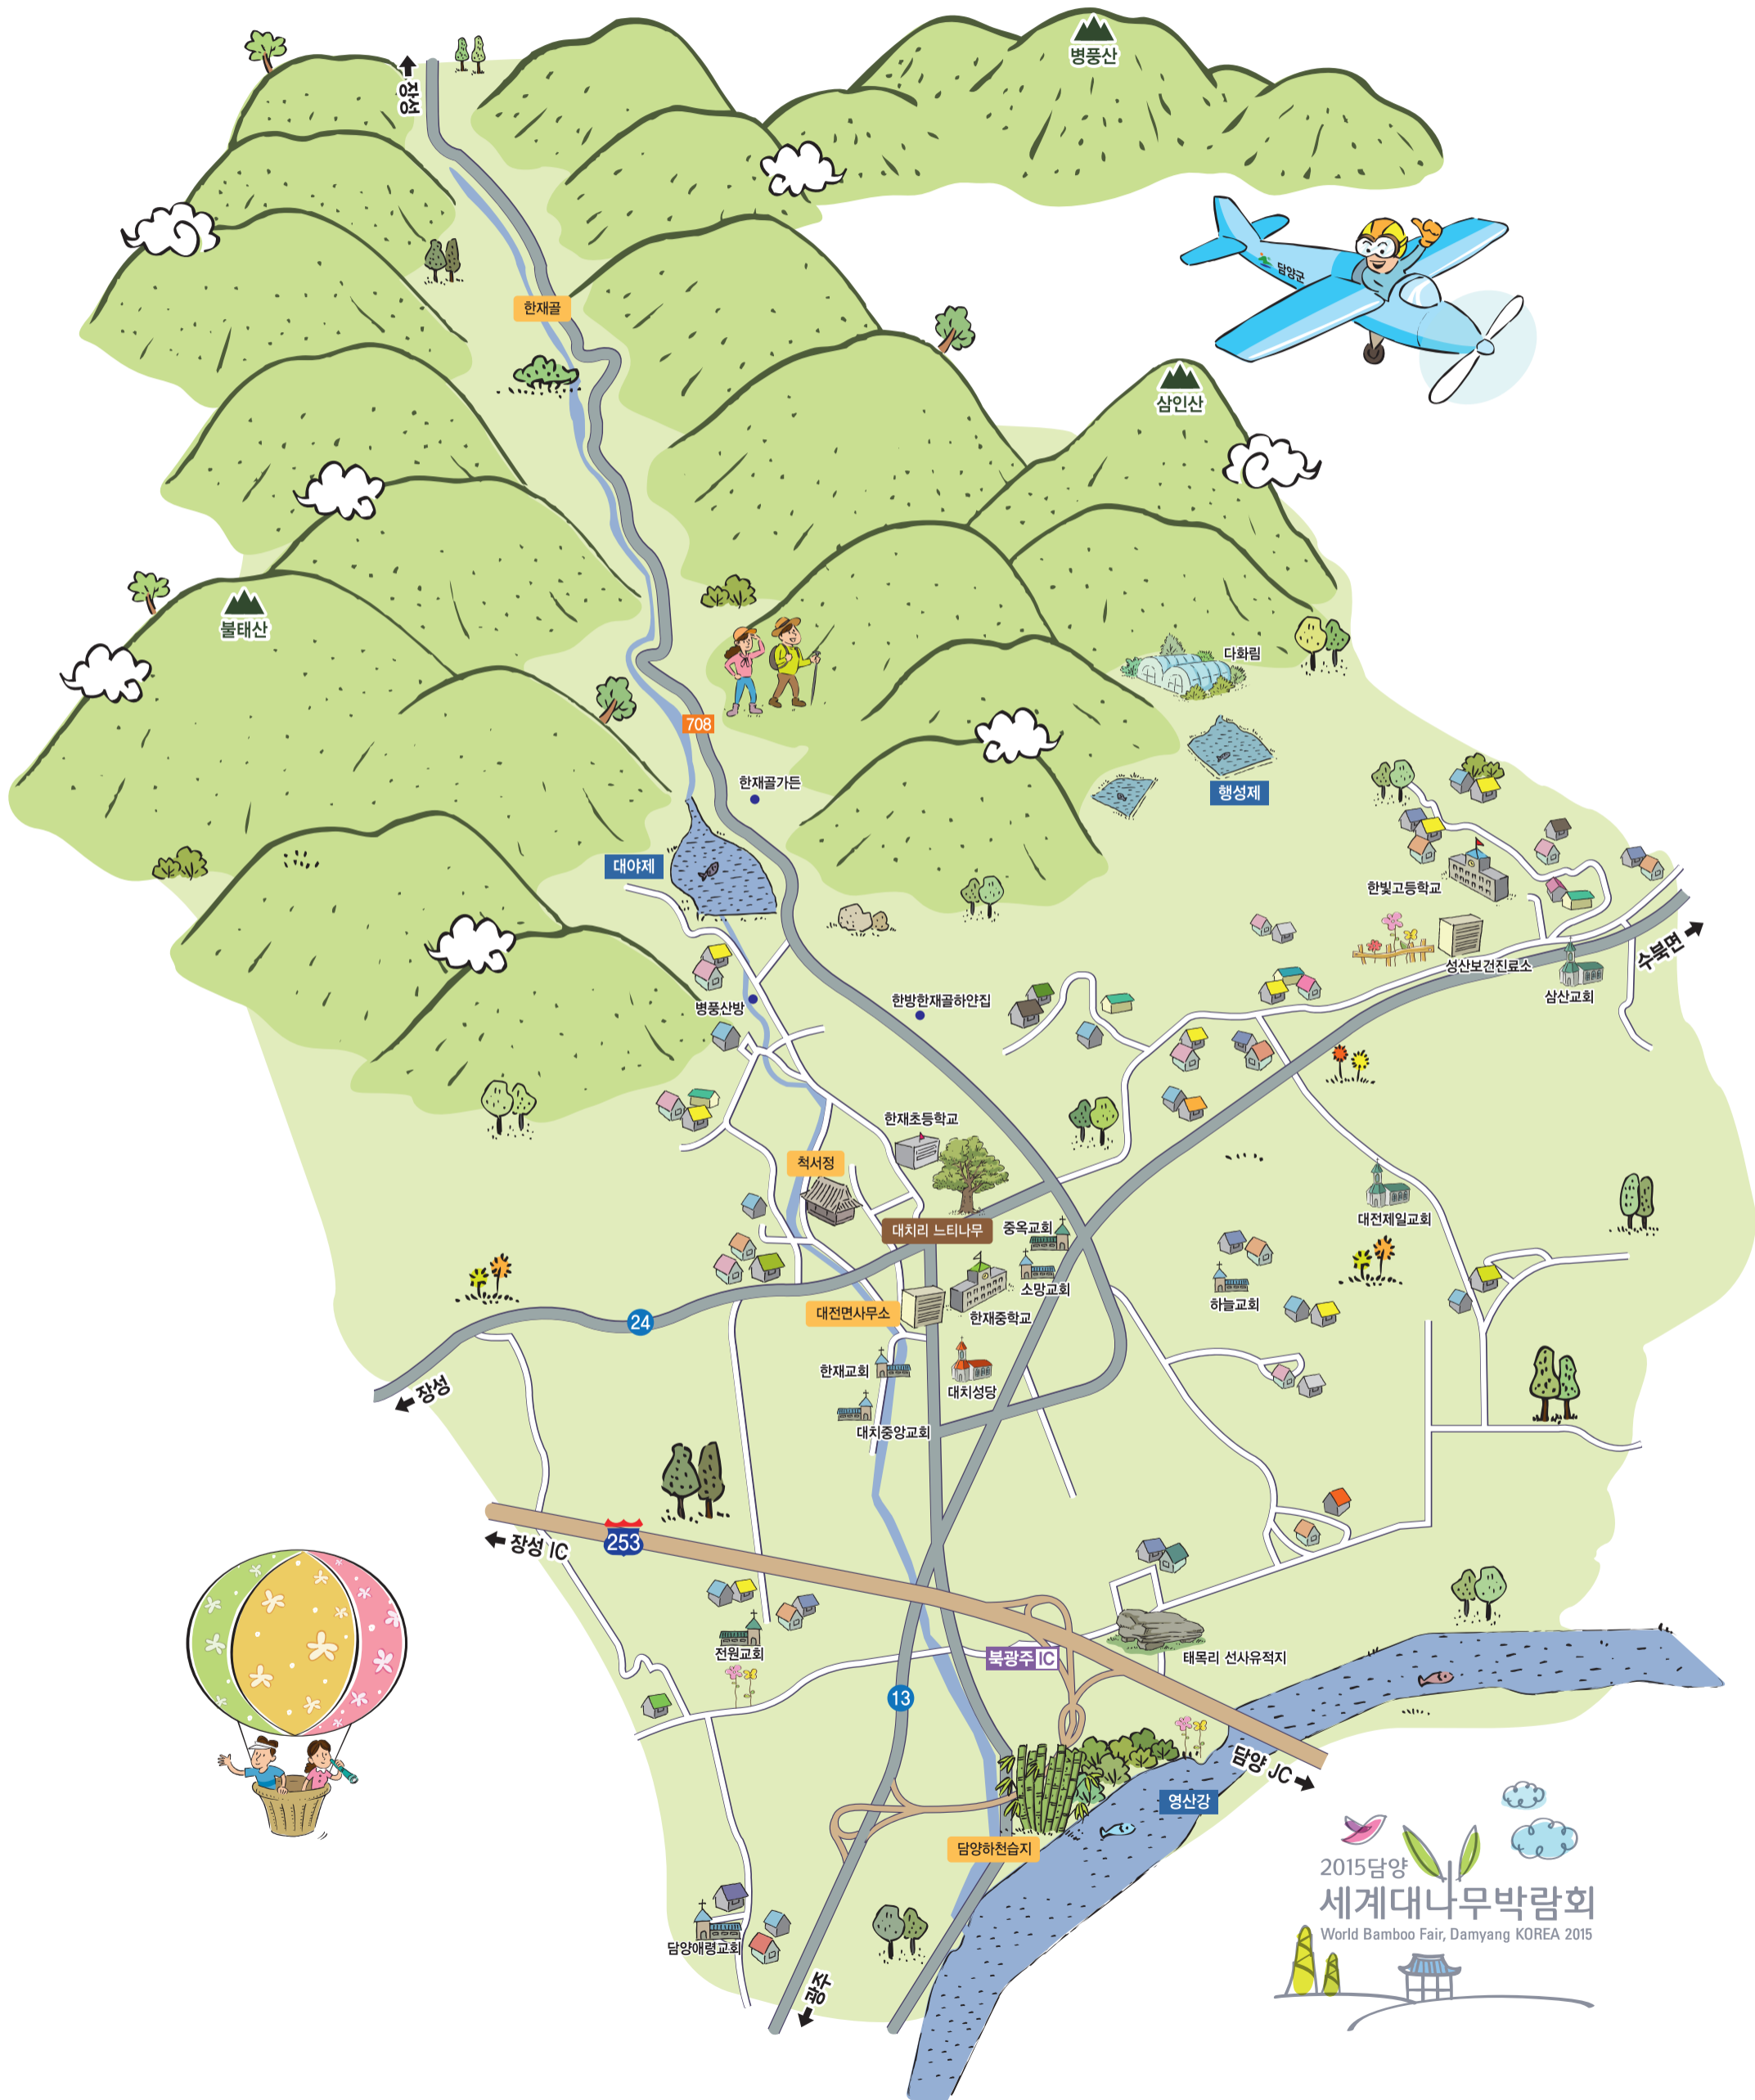 병풍산
장성
담양군
한재골
삼인산
불태산
다화림
708
한재골가든
행성제
대야제
한빛고등학교
수북면
성산보건진료소
삼산교회
병풍산방
한방한재골하얀집
한재초등학교
척서정
대치리 느티나무
중옥교회
대전제일교회
소망교회
하늘교회
대전면사무소
한재중학교
24
한재교회
대치성당
장성
대치중앙교회
253
장성 IC
전원교회
북광주 IC
태목리 선사유적지
13
담양 JC
영산강
담양하천습지
2015담양
세계대나무박람회
World Bamboo Fair, Damyang KOREA 2015
담양애령교회
광주